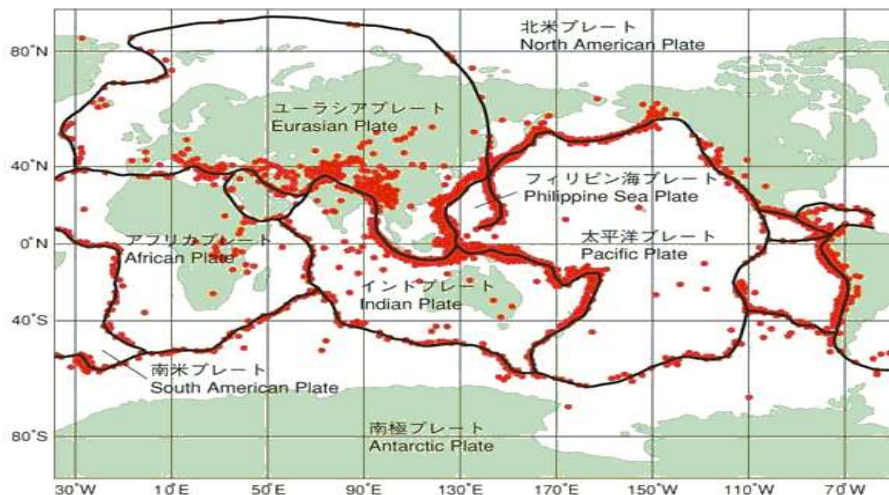 北米プレート
North American Plate
80°N
ユーラシアプレート
Eurasian Plate
40°N
フィリピン海プレート
Philippine Sea Plate
アフリカプレート
African Plate
太平洋プレート
Pacific Plate
0°N
インドプレート
Indian Plate
40°S
南米プレート
South American Plate
南極プレート
Antarctic Plate
80°S
30°W 10°E 50°E 90°E 130°E 170°E 150°W 110°W 70°W